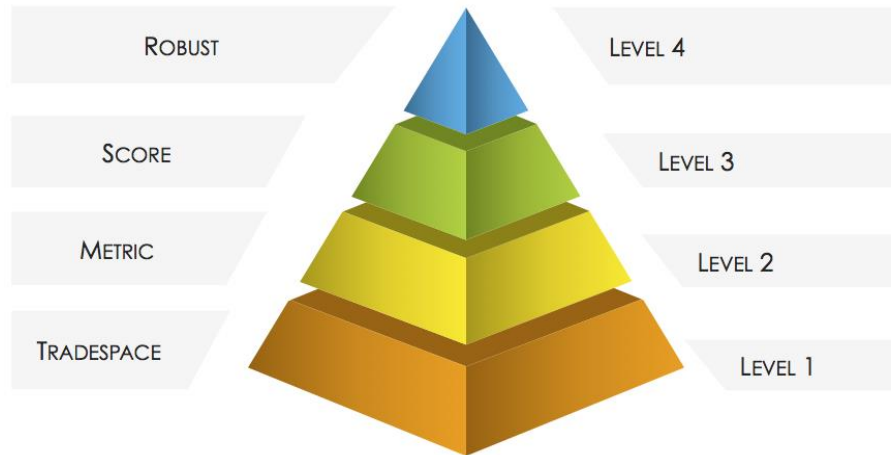 ROBUST
LEVEL 4
SCORE
LEVEL 3
METRIC
LEVEL 2
TRADESPACE
LEVEL 1